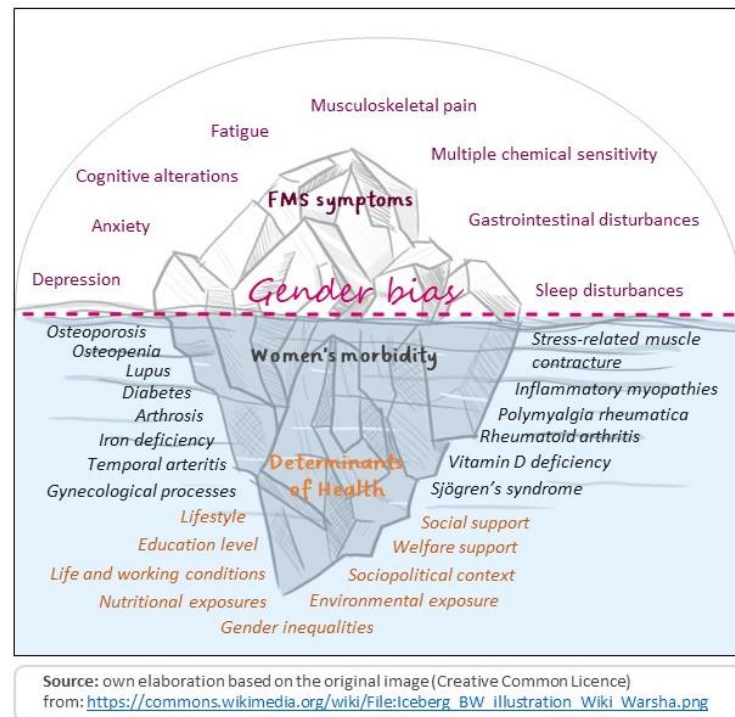 Musculoskeletal pain
Fatigue
Multiple chemical sensitivity
Cognitive alterations
FMS symptoms
Anxiety
Gastrointestinal disturbances
Depression
Gender bias
Sleep disturbances
Osteoporosis
Osteopenia
Lupus
Diabetes
Arthrosis
Iron deficiency
Temporal arteritis
Gynecological processes
Women's morbidity
Stress-related muscle
contracture
Inflammatory myopathies
Polymyalgia rheumatica
Rheumatoid arthritis
Vitamin D deficiency
Sjögren's syndrome
Determinants
of Health
Lifestyle
Education level
Life and working conditions
Nutritional exposures
Gender inequalities
Social support
Welfare support
Sociopolitical context
Environmental exposure
Source: own elaboration based on the original image (Creative Common Licence)
from: https://commons.wikimedia.org/wiki/File:Iceberg_BW_illustration_Wiki_Warsha.png